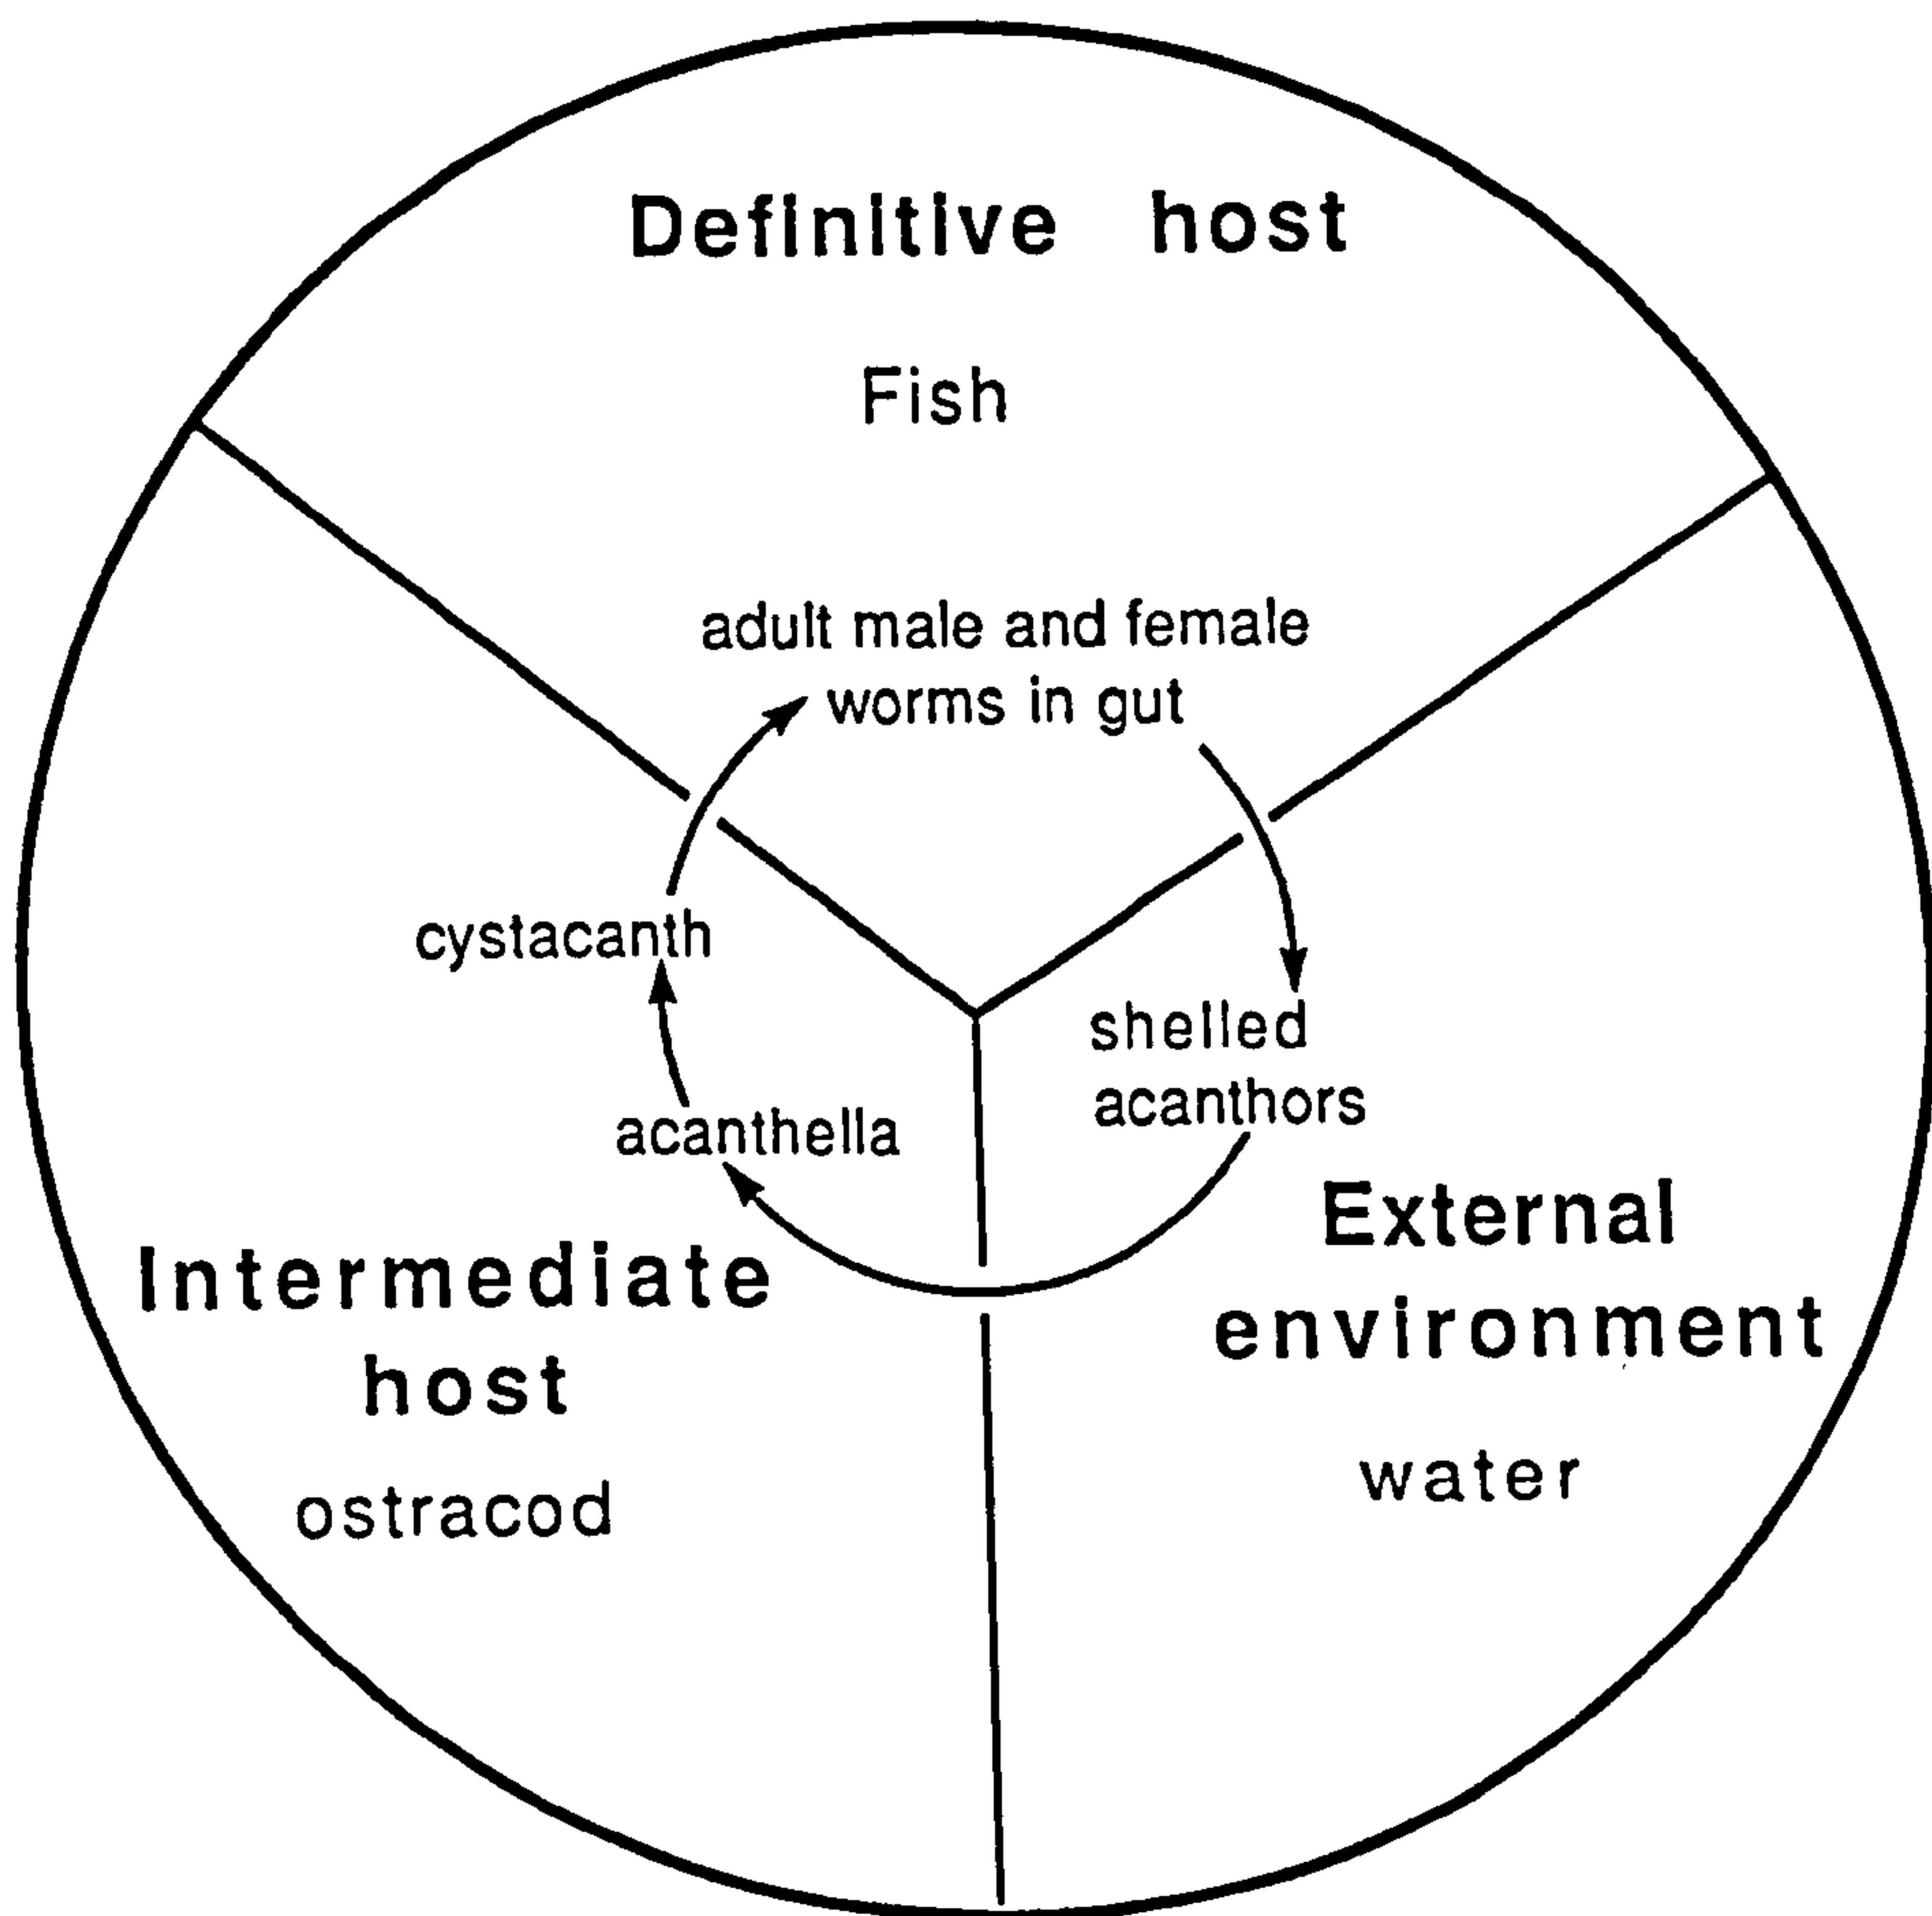 Definitive host
Fish
adult male and female
worms in gut
cystacanth
shelled
acanthors
acanthella
External
environment
water
Intermediate
host
ostracod